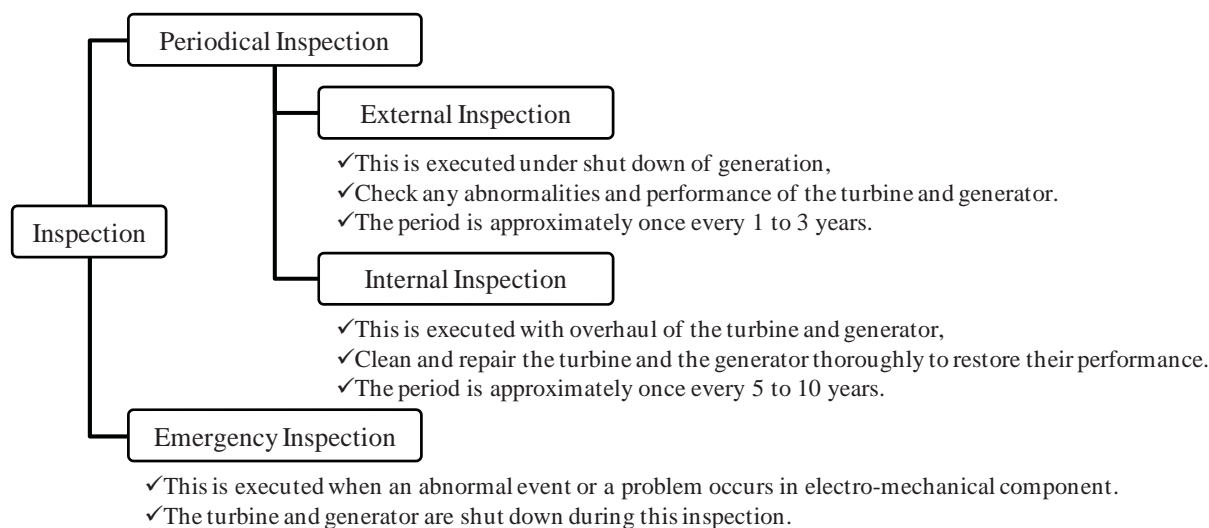 Periodical Inspection
External Inspection
✓This is executed under shut down of generation,
✓Check any abnormalities and performance of the turbine and generator.
✓The period is approximately once every 1 to 3 years.
Inspection
Internal Inspection
✓This is executed with overhaul of the turbine and generator,
✓Clean and repair the turbine and the generator thoroughly to restore their performance.
✓The period is approximately once every 5 to 10 years.
Emergency Inspection
✓This is executed when an abnormal event or a problem occurs in electro-mechanical component.
✓The turbine and generator are shut down during this inspection.